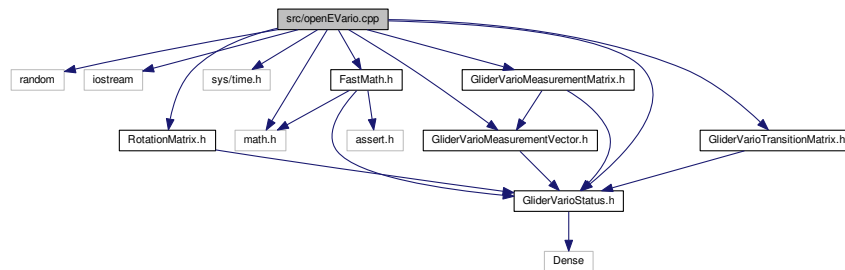 src/openEVario.cpp
random
iostream
sys/time.h
FastMath.h
GliderVarioMeasurementMatrix.h
RotationMatrix.h
math.h
assert.h
GliderVarioMeasurementVector.h
GliderVarioTransitionMatrix.h
GliderVarioStatus.h
Dense